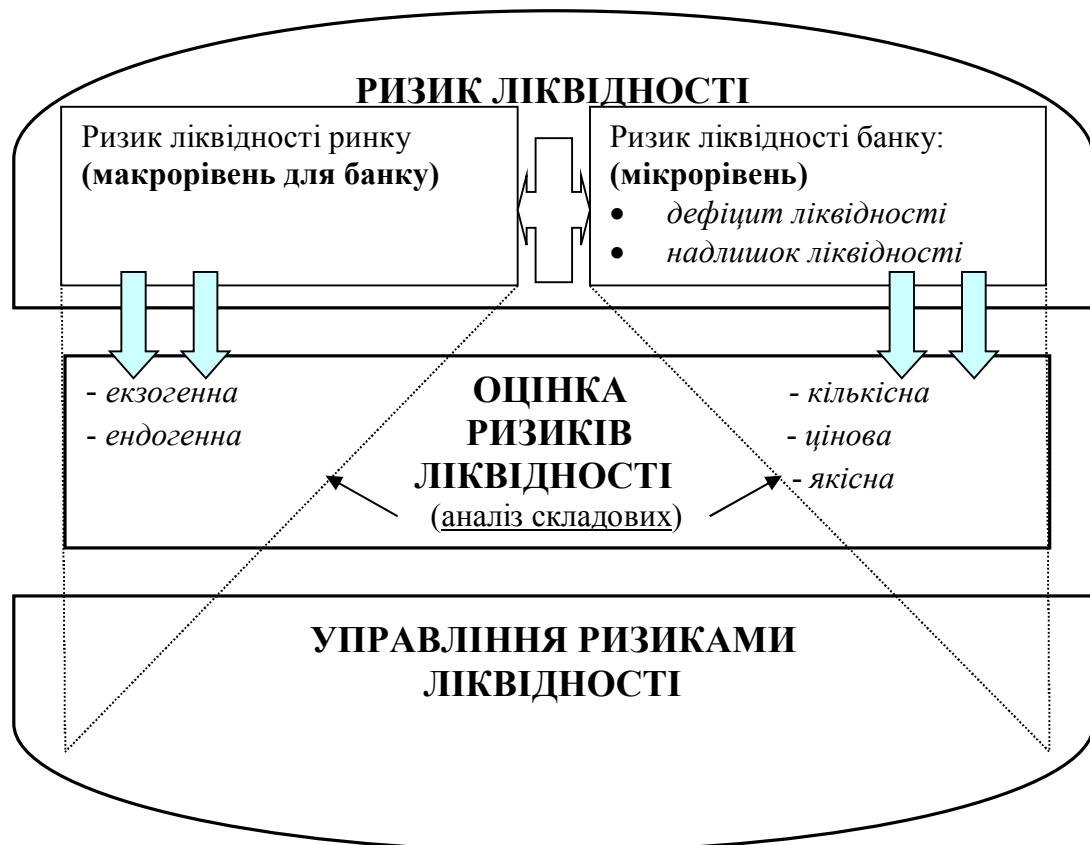 РИЗИК ЛІКВІДНОСТІ
Ризик ліквідності ринку
(макрорівень для банку)
Ризик ліквідності банку:
(мікрорівень)
• дефіцит ліквідності
• надлишок ліквідності
- екзогенна
- ендогенна
ОЦІНКА
РИЗИКІВ
ЛІКВІДНОСТІ
(аналіз складових)
- кількісна
- цінова
- якісна
УПРАВЛІННЯ РИЗИКАМИ
ЛІКВІДНОСТІ